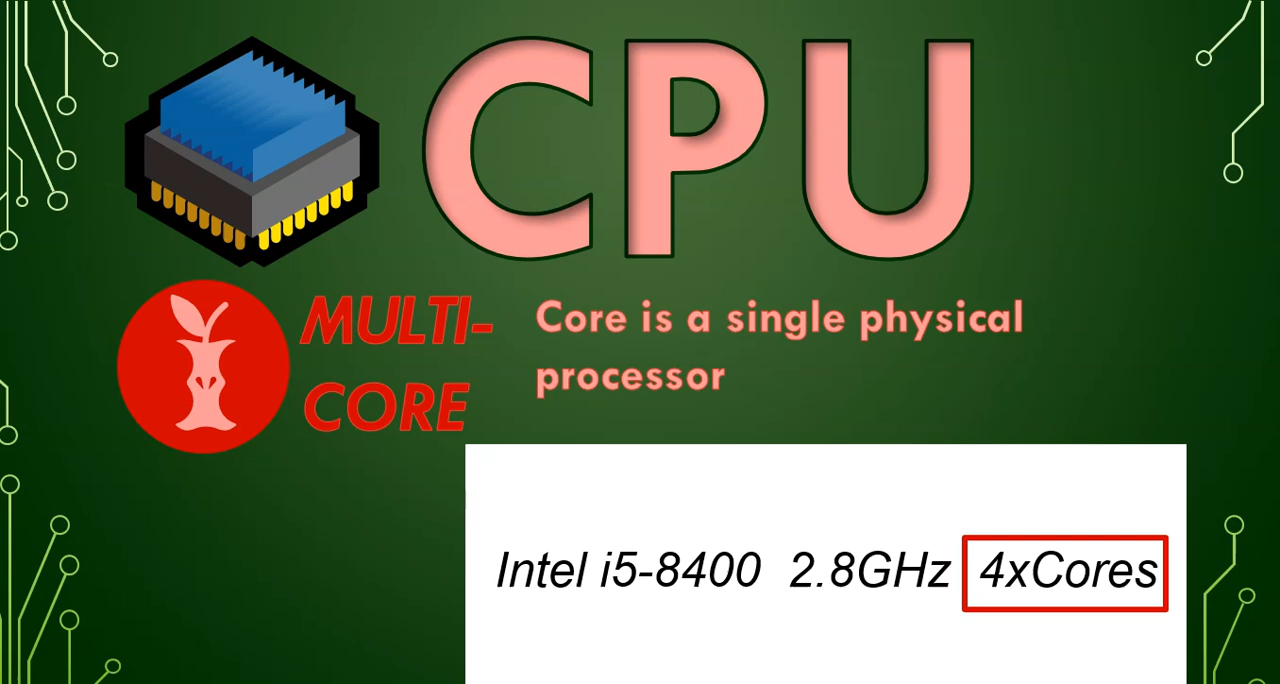 CPU
MULTI-
CORE
Core is a single physical
processor
Intel i5-8400 2.8GHz 4xCores